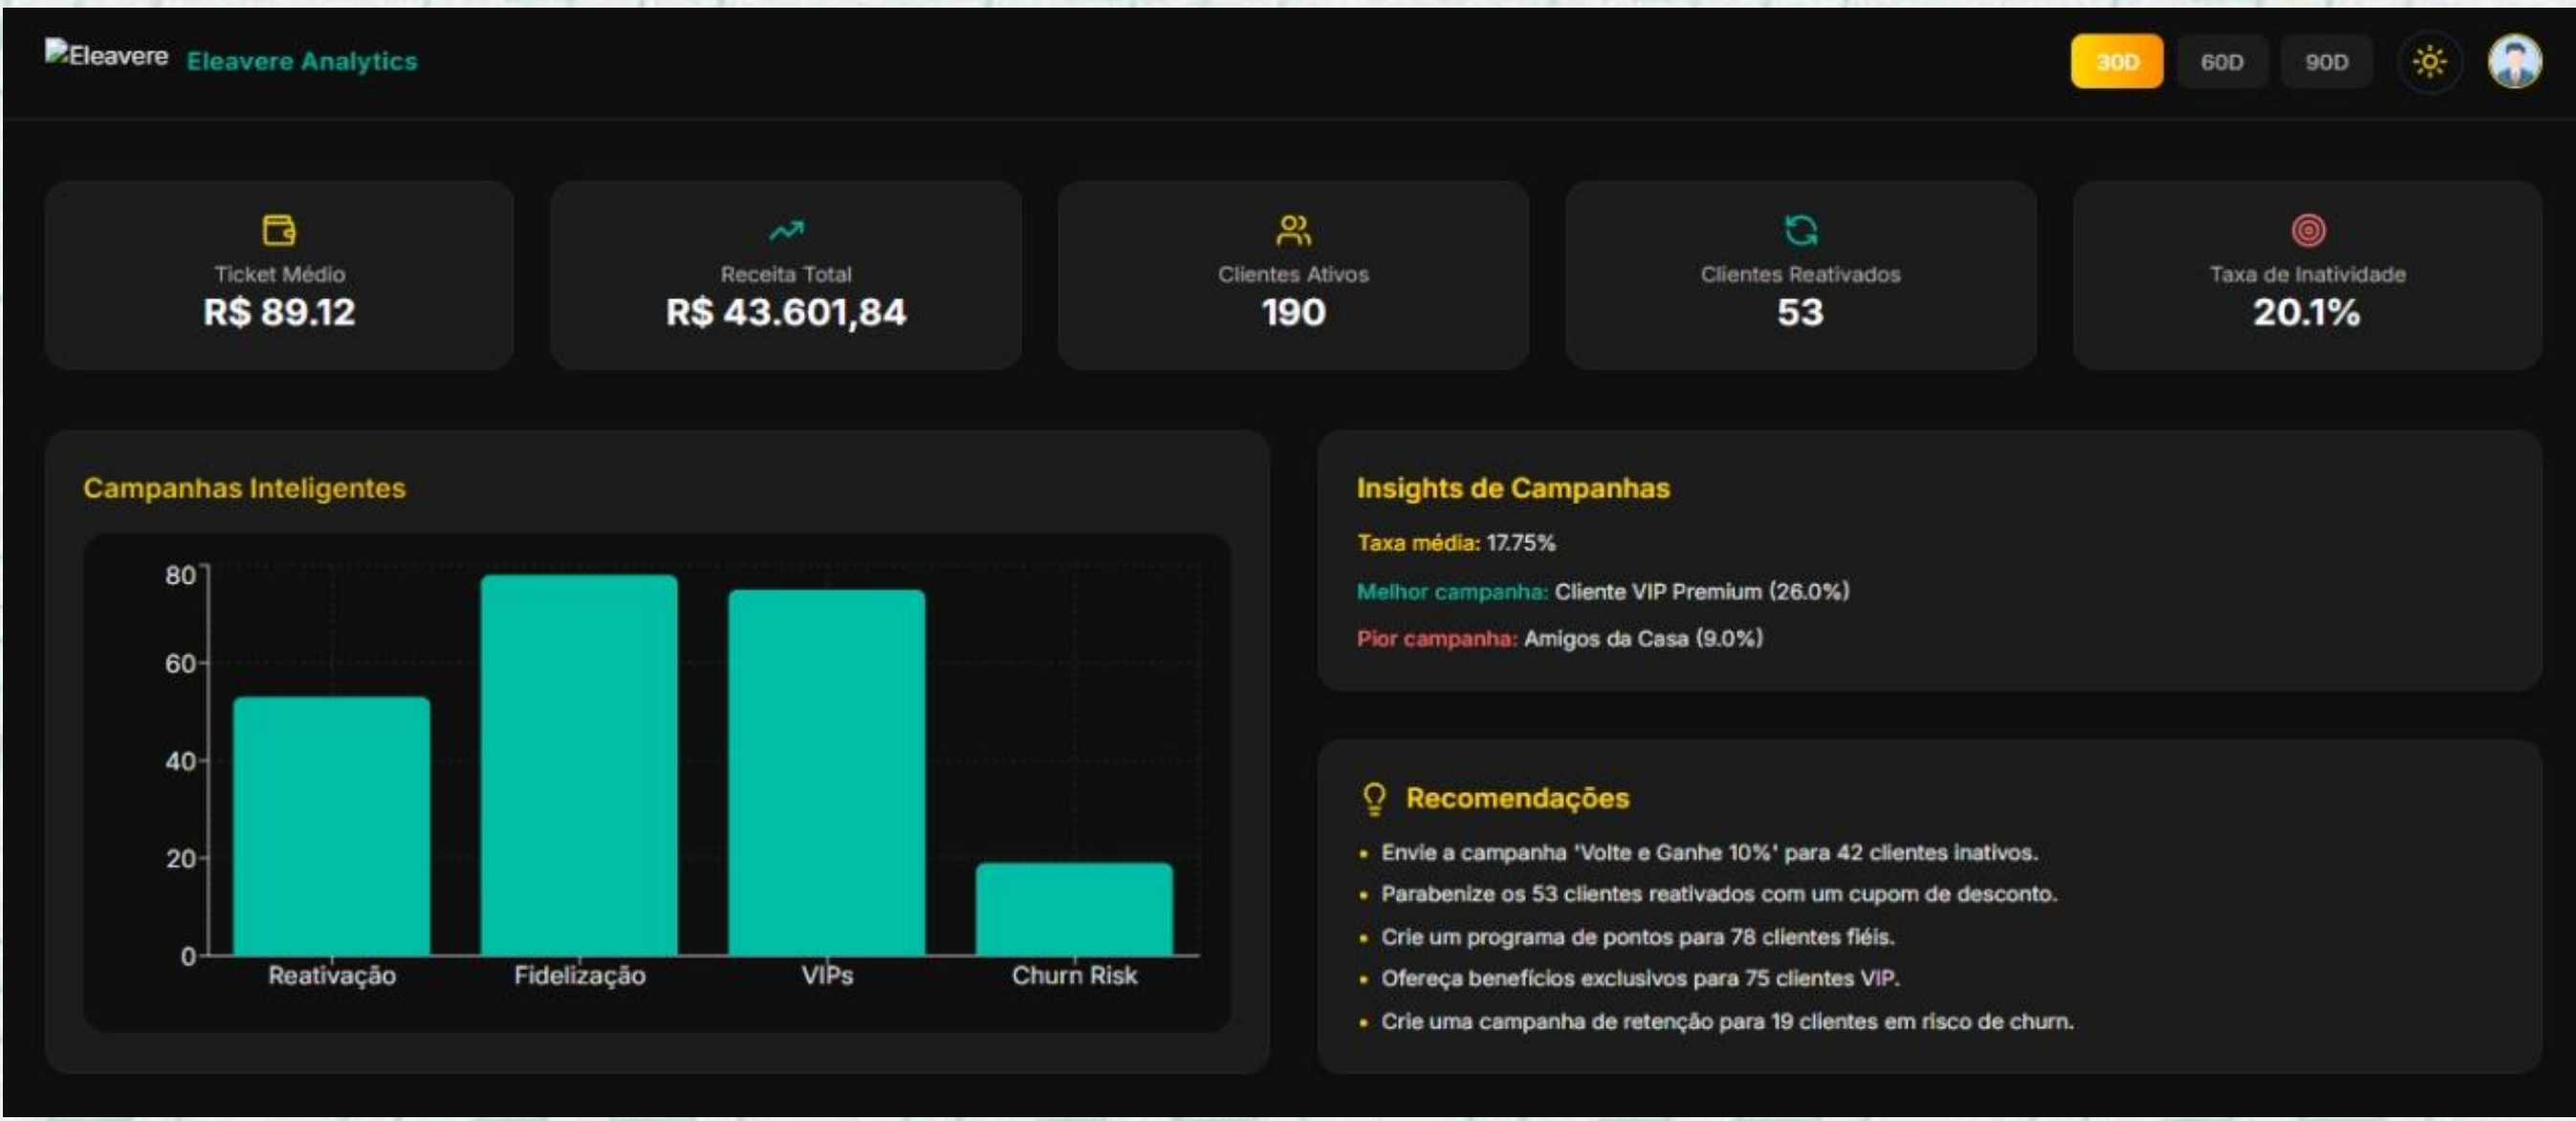 Eleavere Eleavere Analytics
30D 60D 90D
Ticket Médio
R$ 89.12
Receita Total
R$ 43.601,84
Clientes Ativos
190
Clientes Reativados
53
Taxa de Inatividade
20.1%
Campanhas Inteligentes
80
60
40
20
0
Reativação Fidelização VIPs Churn Risk
Insights de Campanhas
Taxa média: 17.75%
Melhor campanha: Cliente VIP Premium (26.0%)
Pior campanha: Amigos da Casa (9.0%)
Recomendações
• Envie a campanha 'Volte e Ganhe 10%' para 42 clientes inativos.
• Parabenize os 53 clientes reativados com um cupom de desconto.
• Crie um programa de pontos para 78 clientes fiéis.
• Ofereça benefícios exclusivos para 75 clientes VIP.
• Crie uma campanha de retenção para 19 clientes em risco de churn.